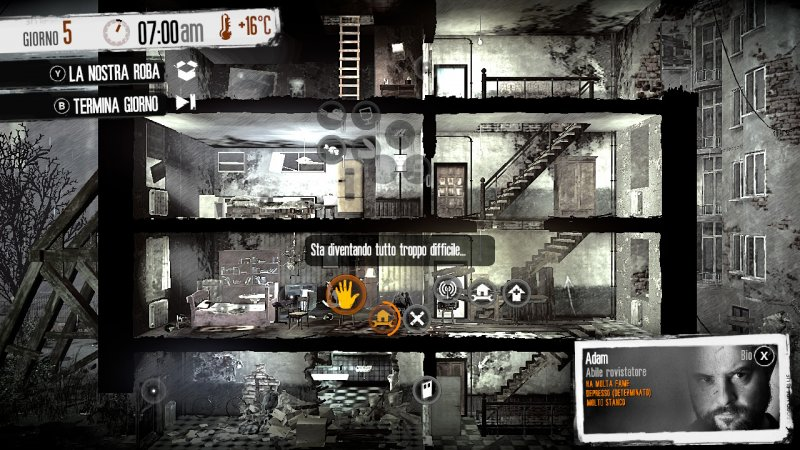 GIORNO 5
07:00am
+16°C
Y LA NOSTRA ROBA
B TERMINA GIORNO
Sta diventando tutto troppo difficile...
Adam
Bio X
Abile rovistatore
HA MOLTA FAME
DEPRESSO (DETERMINATO)
MOLTO STANCO